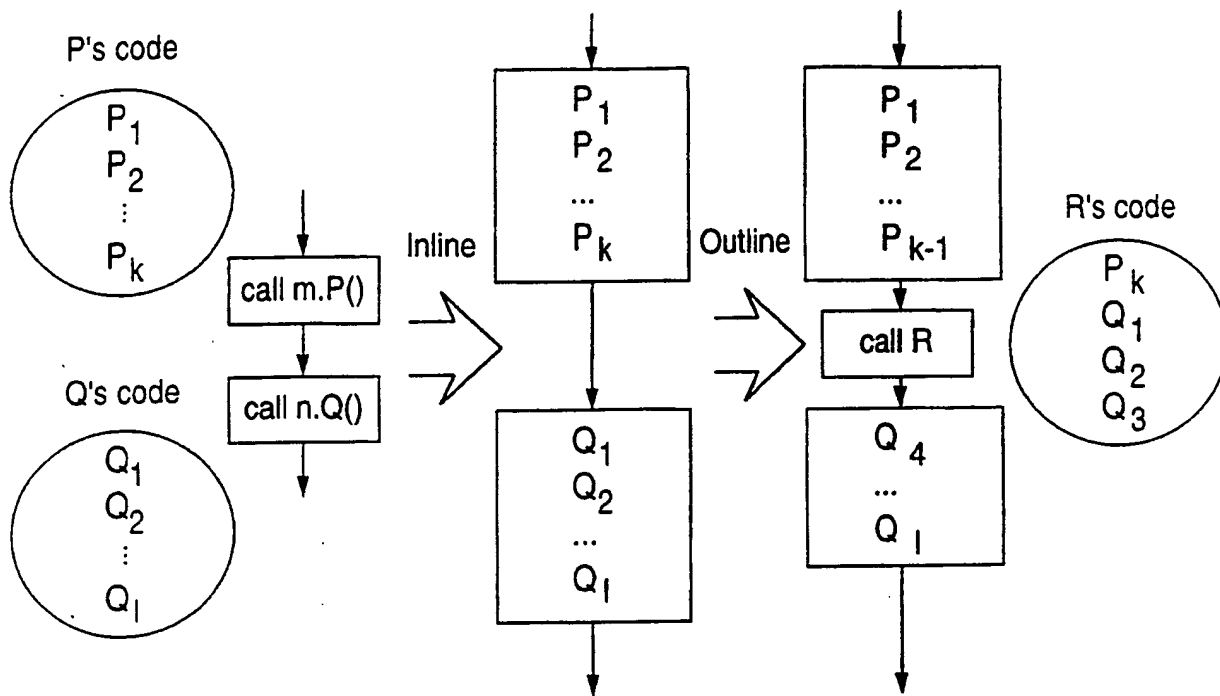 P's code
P1
P2
...
Pk
call m.P()
call n.Q()
Q's code
Q1
Q2
...
Ql
Inline
P1
P2
...
Pk
Q1
Q2
...
Ql
Outline
P1
P2
...
Pk-1
call R
Q4
...
Ql
R's code
Pk
Q1
Q2
Q3